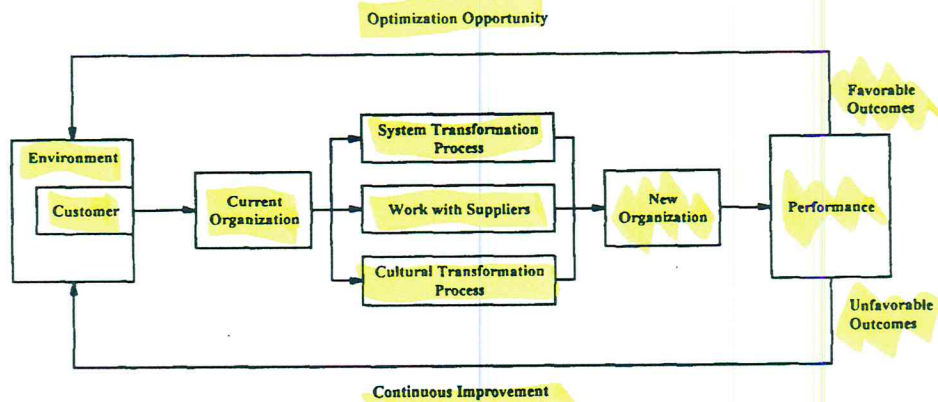 Optimization Opportunity
Favorable
Outcomes
Environment
Customer
Current
Organization
System Transformation
Process
Work with Suppliers
Cultural Transformation
Process
New
Organization
Performance
Unfavorable
Outcomes
Continuous Improvement